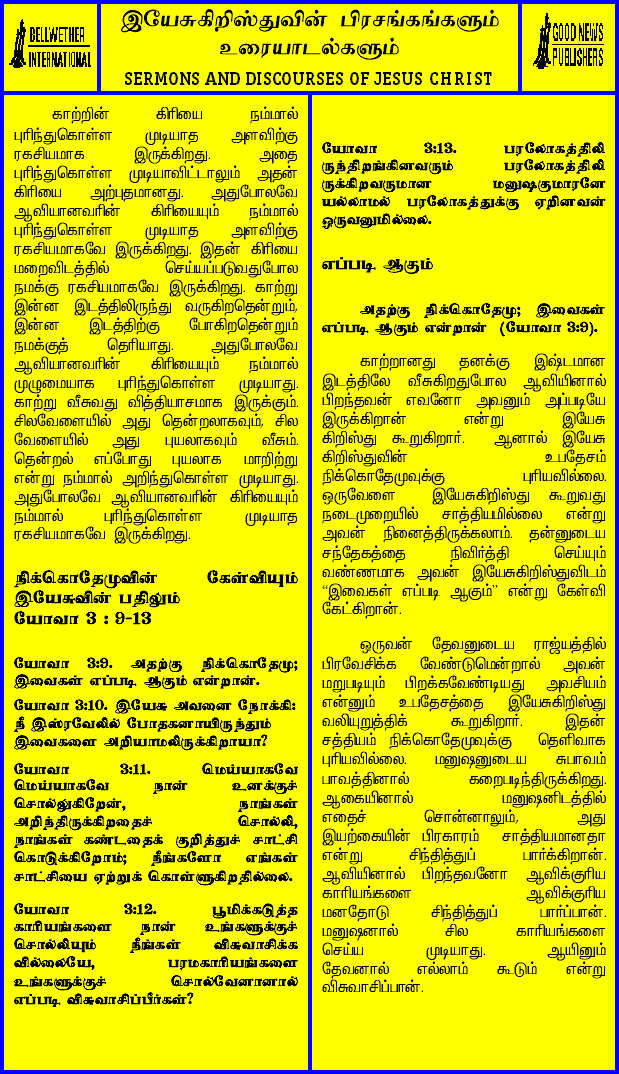 BELLWETHER
INTERNATIONAL
இயேசுகிறிஸ்துவின் பிரசங்கங்களும்
உரையாடல்களும்
SERMONS AND DISCOURSES OF JESUS CHRIST
GOOD NEWS
PUBLISHERS
காற்றின் கிரியை நம்மால்
புரிந்துகொள்ள முடியாத அளவிற்கு
ரகசியமாக இருக்கிறது. அதை
புரிந்துகொள்ள முடியாவிட்டாலும் அதன்
கிரியை அற்புதமானது. அதுபோலவே
ஆவியானவரின் கிரியையும் நம்மால்
புரிந்துகொள்ள முடியாத அளவிற்கு
ரகசியமாகவே இருக்கிறது. இதன் கிரியை
மறைவிடத்தில் செய்யப்படுவதுபோல
நமக்கு ரகசியமாகவே இருக்கிறது. காற்று
இன்ன இடத்திலிருந்து வருகிறதென்றும்,
இன்ன இடத்திற்கு போகிறதென்றும்
நமக்குத் தெரியாது. அதுபோலவே
ஆவியானவரின் கிரியையும் நம்மால்
முழுமையாக புரிந்துகொள்ள முடியாது.
காற்று வீசுவது வித்தியாசமாக இருக்கும்.
சிலவேளையில் அது தென்றலாகவும், சில
வேளையில் அது புயலாகவும் வீசும்.
தென்றல் எப்போது புயலாக மாறிற்று
என்று நம்மால் அறிந்துகொள்ள முடியாது.
அதுபோலவே ஆவியானவரின் கிரியையும்
நம்மால் புரிந்துகொள்ள முடியாத
ரகசியமாகவே இருக்கிறது.
நிக்கொதேமுவின் கேள்வியும்
இயேசுவின் பதிலும்
யோவா 3 : 9-13
யோவா 3:9. அதற்கு நிக்கொதேமு;
இவைகள் எப்படி ஆகும் என்றான்.
யோவா 3:10. இயேசு அவனை நோக்கி:
நீ இஸ்ரவேலில் போதகனாயிருந்தும்
இவைகளை அறியாமலிருக்கிறாயா?
யோவா 3:11. மெய்யாகவே
மெய்யாகவே நான் உனக்குச்
சொல்லுகிறேன், நாங்கள்
அறிந்திருக்கிறதைச் சொல்லி,
நாங்கள் கண்டதைக் குறித்துச் சாட்சி
கொடுக்கிறோம்; நீங்களோ எங்கள்
சாட்சியை ஏற்றுக் கொள்ளுகிறதில்லை.
யோவா 3:12. பூமிக்கடுத்த
காரியங்களை நான் உங்களுக்குச்
சொல்லியும் நீங்கள் விசுவாசிக்க
வில்லையே, பரமகாரியங்களை
உங்களுக்குச் சொல்வேனானால்
எப்படி விசுவாசிப்பீர்கள்?
யோவா 3:13. பரலோகத்திலி
ருந்திறங்கினவரும் பரலோகத்திலி
ருக்கிறவருமான மனுஷகுமாரனே
யல்லாமல் பரலோகத்துக்கு ஏறினவன்
ஒருவனுமில்லை.
எப்படி ஆகும்
அதற்கு நிக்கொதேமு; இவைகள்
எப்படி ஆகும் என்றான் (யோவா 3:9).
காற்றானது தனக்கு இஷ்டமான
இடத்திலே வீசுகிறதுபோல ஆவியினால்
பிறந்தவன் எவனோ அவனும் அப்படியே
இருக்கிறான் என்று இயேசு
கிறிஸ்து கூறுகிறார். ஆனால் இயேசு
கிறிஸ்துவின் உபதேசம்
நிக்கொதேமுவுக்கு புரியவில்லை.
ஒருவேளை இயேசுகிறிஸ்து கூறுவது
நடைமுறையில் சாத்தியமில்லை என்று
அவன் நினைத்திருக்கலாம். தன்னுடைய
சந்தேகத்தை நிவிர்த்தி செய்யும்
வண்ணமாக அவன் இயேசுகிறிஸ்துவிடம்
“இவைகள் எப்படி ஆகும்” என்று கேள்வி
கேட்கிறான்.
ஒருவன் தேவனுடைய ராஜ்யத்தில்
பிரவேசிக்க வேண்டுமென்றால் அவன்
மறுபடியும் பிறக்கவேண்டியது அவசியம்
என்னும் உபதேசத்தை இயேசுகிறிஸ்து
வலியுறுத்திக் கூறுகிறார். இதன்
சத்தியம் நிக்கொதேமுவுக்கு தெளிவாக
புரியவில்லை. மனுஷனுடைய சுபாவம்
பாவத்தினால் கறைபடிந்திருக்கிறது.
ஆகையினால் மனுஷனிடத்தில்
எதைச் சொன்னாலும், அது
இயற்கையின் பிரகாரம் சாத்தியமானதா
என்று சிந்தித்துப் பார்க்கிறான்.
ஆவியினால் பிறந்தவனோ ஆவிக்குரிய
காரியங்களை ஆவிக்குரிய
மனதோடு சிந்தித்துப் பார்ப்பான்.
மனுஷனால் சில காரியங்களை
செய்ய முடியாது. ஆயினும்
தேவனால் எல்லாம் கூடும் என்று
விசுவாசிப்பான்.